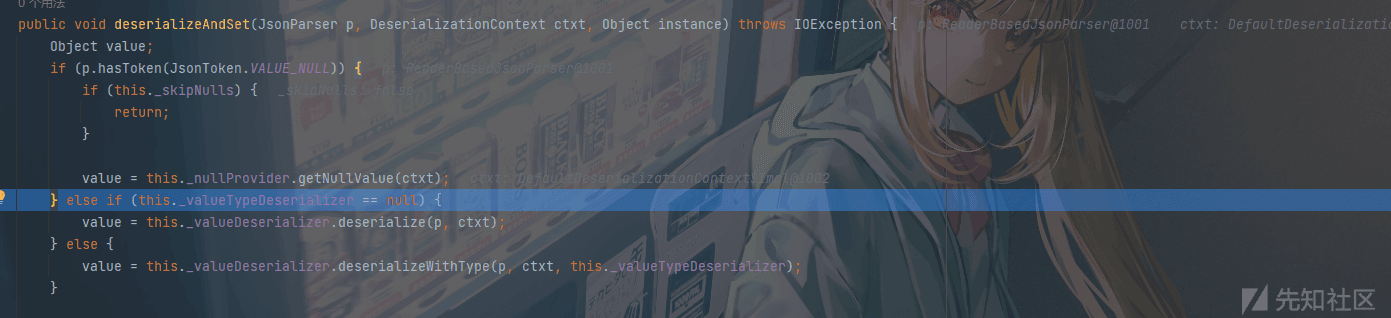 0 个用法
public void deserializeAndSet(JsonParser p, DeserializationContext ctxt, Object instance) throws IOException {   p: ReaderBasedJsonParser@1001   ctxt: DefaultDeserializatio
Object value;
if (p.hasToken(JsonToken.VALUE_NULL)) {   p: ReaderBasedJsonParser@1001
if (this._skipNulls) {   _skipNulls: false
return;
}
value = this._nullProvider.getNullValue(ctxt);   ctxt: DefaultDeserializationContext$Impl@1002
} else if (this._valueTypeDeserializer == null) {
value = this._valueDeserializer.deserialize(p, ctxt);
} else {
value = this._valueDeserializer.deserializeWithType(p, ctxt, this._valueTypeDeserializer);
}
先知社区